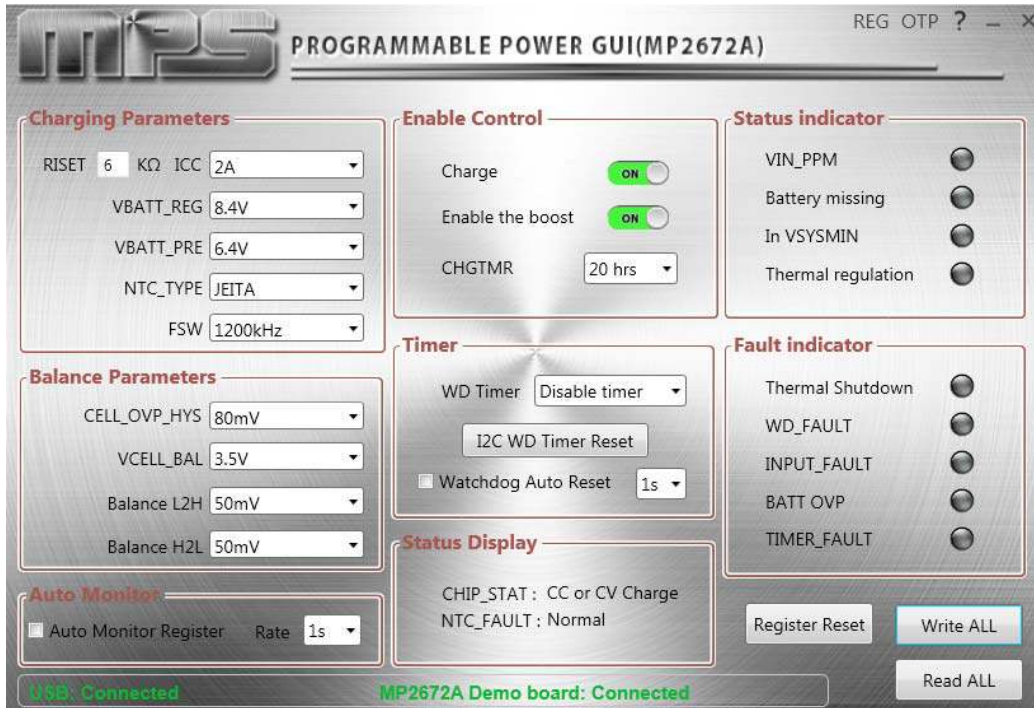 MPS
PROGRAMMABLE POWER GUI(MP2672A)
REG OTP ?
Charging Parameters
RISET 6 KΩ ICC 2A
VBATT_REG 8.4V
VBATT_PRE 6.4V
NTC_TYPE JEITA
FSW 1200kHz
Balance Parameters
CELL_OVP_HYS 80mV
VCELL_BAL 3.5V
Balance L2H 50mV
Balance H2L 50mV
Auto Monitor
Auto Monitor Register Rate 1s
Enable Control
Charge ON
Enable the boost ON
CHGTMR 20 hrs
Timer
WD Timer Disable timer
I2C WD Timer Reset
Watchdog Auto Reset 1s
Status Display
CHIP_STAT : CC or CV Charge
NTC_FAULT : Normal
Status indicator
VIN_PPM
Battery missing
In VSYSMIN
Thermal regulation
Fault indicator
Thermal Shutdown
WD_FAULT
INPUT_FAULT
BATT OVP
TIMER_FAULT
Register Reset
Write ALL
Read ALL
USB: Connected
MP2672A Demo board: Connected